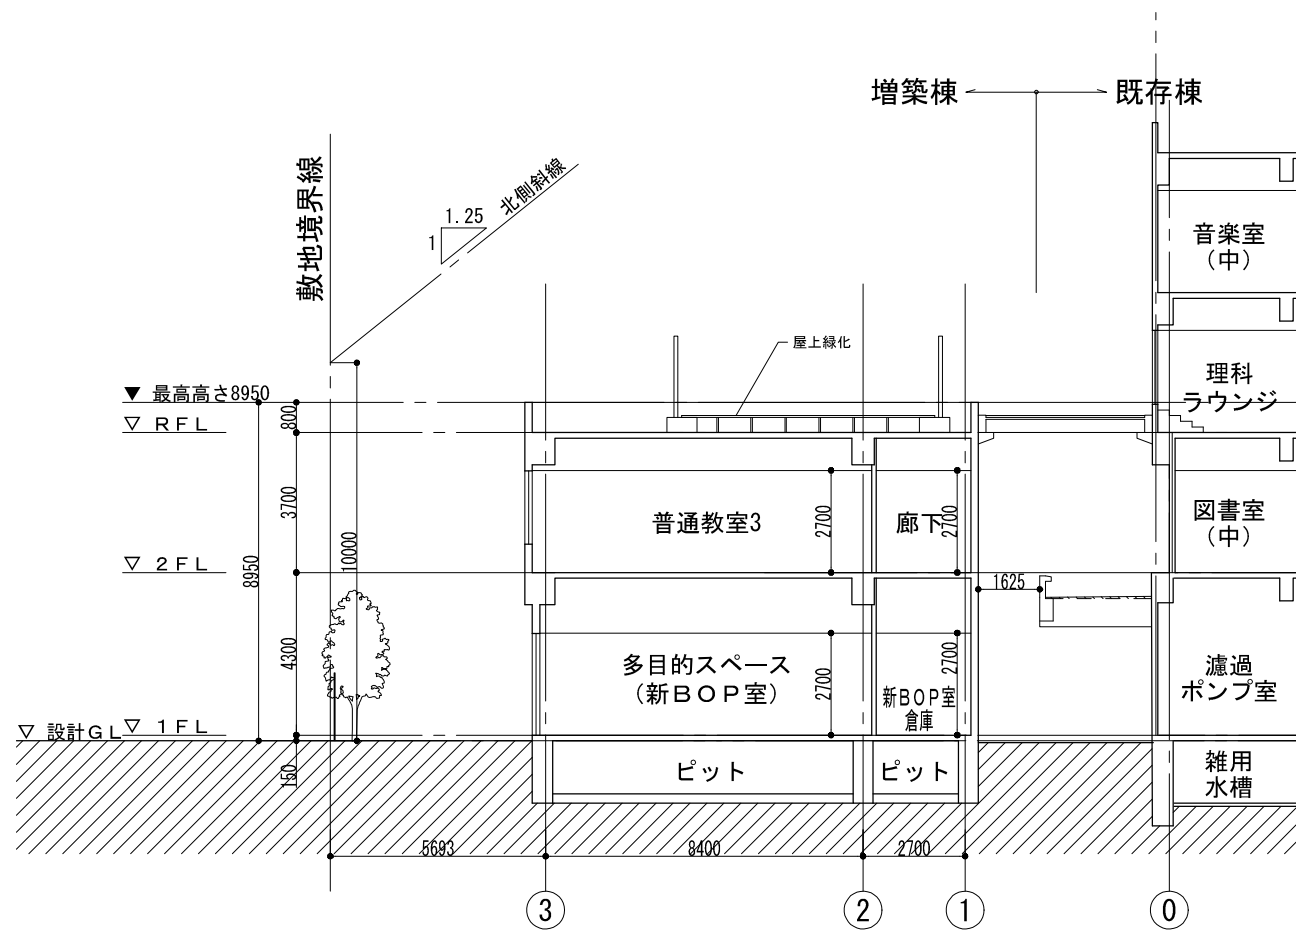 増築棟
既存棟
敷地境界線
北側斜線
1.25
1
音楽室
（中）
屋上緑化
理科
ラウンジ
▼ 最高高さ8950
800
▽ ＲＦＬ
3700
普通教室3
2700
廊下
2700
図書室
（中）
10000
8950
▽ ２ＦＬ
1625
4300
多目的スペース
（新ＢＯＰ室）
2700
2700
新ＢＯＰ室
倉庫
濾過
ポンプ室
▽ 設計ＧＬ
▽ １ＦＬ
150
ピット
ピット
雑用
水槽
5693
8400
2700
3
2
1
0